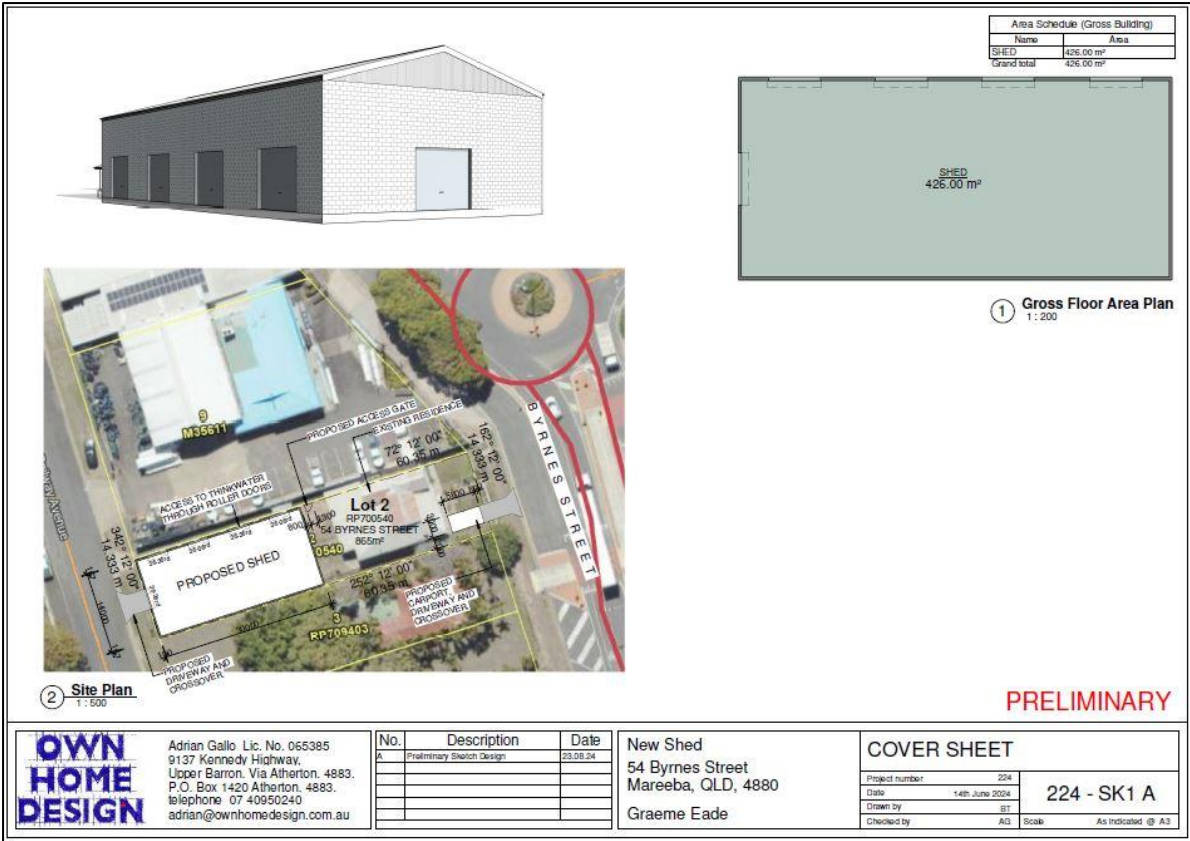 Area Schedule (Gross Building)
Name Area
SHED 426.00 m²
Grand total 426.00 m²
SHED
426.00 m²
1 Gross Floor Area Plan
1 : 200
9
M35611
PROPOSED ACCESS GATE
EXISTING RESIDENCE
BYRNES STREET
72° 12' 00"
60.35 m
162° 12' 00"
14.333 m
ACCESS TO THINKWATER
THROUGH ROLLER DOORS
Lot 2
RP700540
54 BYRNES STREET
865m²
342° 12' 00"
14.333 m
PROPOSED SHED
252° 12' 00"
60.35 m
PROPOSED
CARPORT,
DRIVEWAY AND
CROSSOVER.
3
RP709403
30000
14000
PROPOSED
DRIVEWAY AND
CROSSOVER.
2 Site Plan
1 : 500
PRELIMINARY
OWN
HOME
DESIGN
Adrian Gallo Lic. No. 065385
9137 Kennedy Highway,
Upper Barron. Via Atherton. 4883.
P.O. Box 1420 Atherton. 4883.
telephone 07 40950240
adrian@ownhomedesign.com.au
No. Description Date
A Preliminary Sketch Design 23.08.24
New Shed
54 Byrnes Street
Mareeba, QLD, 4880
Graeme Eade
COVER SHEET
Project number 224
Date 14th June 2024
Drawn by BT
Checked by AG
224 - SK1 A
Scale As indicated @ A3